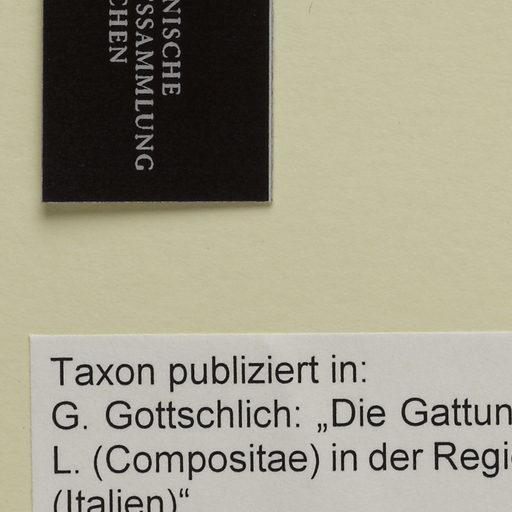 NISCHE
SSAMMLUNG
CHEN
Taxon publiziert in:
G. Gottschlich: „Die Gattun
L. (Compositae) in der Regi
(Italien)“